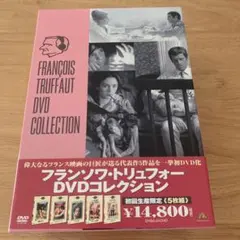 FRANÇOIS
TRUFFAUT
DVD
COLLECTION
偉大なるフランス映画の巨匠が造る代表作5作品を一挙初DVD化
フランソワ・トリュフォー
DVDコレクション
初回生産限定《5枚組》
¥14,800
DVD